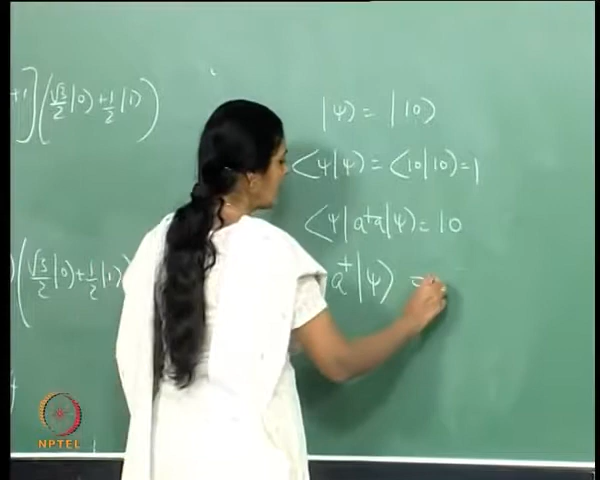 +1](√3/2 |0⟩ + 1/2 |1⟩)
(√3/2 |0⟩ + 1/2 |1⟩
|ψ⟩ = |10⟩
⟨ψ|ψ⟩ = ⟨10|10⟩ = 1
⟨ψ|a†a|ψ⟩ = 10
a†|ψ⟩ =
NPTEL